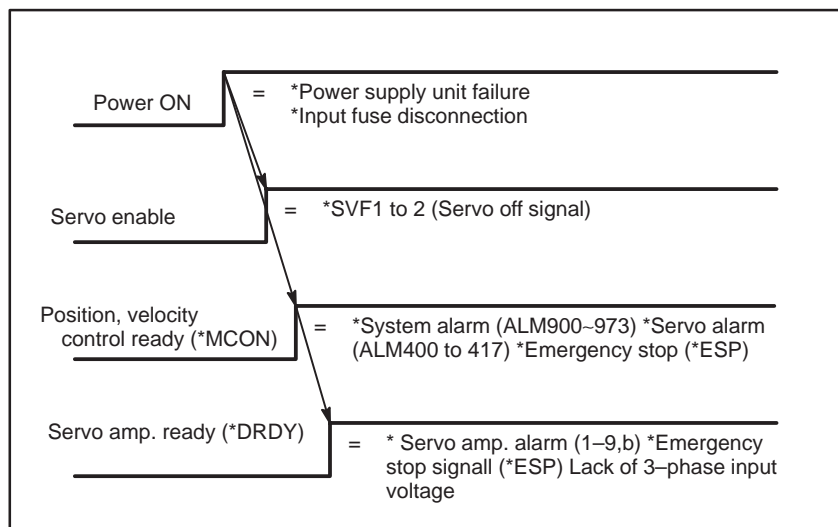 Power ON
= *Power supply unit failure
*Input fuse disconnection
Servo enable
= *SVF1 to 2 (Servo off signal)
Position, velocity
control ready (*MCON)
= *System alarm (ALM900~973) *Servo alarm
(ALM400 to 417) *Emergency stop (*ESP)
Servo amp. ready (*DRDY)
= * Servo amp. alarm (1–9,b) *Emergency
stop signall (*ESP) Lack of 3–phase input
voltage